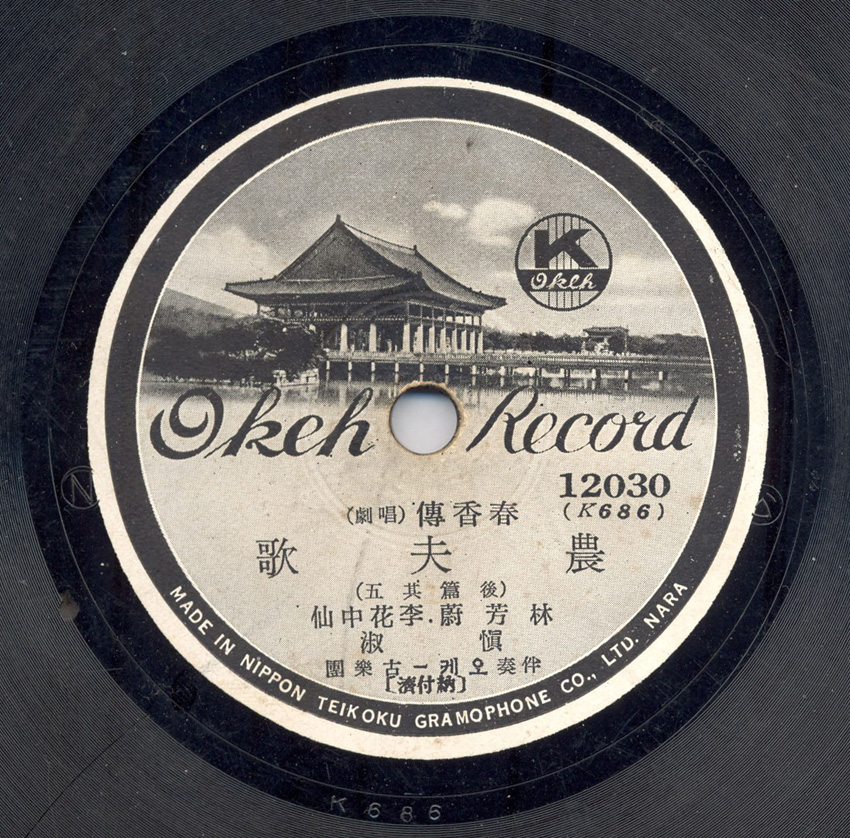 K
Okeh
Okeh Record
12030
(K686)
春香傳 (唱劇)
農夫歌
(後篇其五)
林芳蔚.李花中仙
愼淑
伴奏오케ー古樂團
[納付濟]
MADE IN NIPPON TEIKOKU GRAMOPHONE CO., LTD. NARA
N
K 686